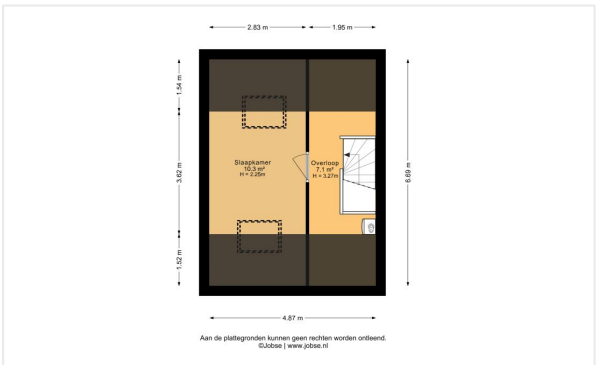 2.83 m
1.95 m
1.54 m
3.62 m
1.52 m
6.69 m
Slaapkamer
10.3 m²
H = 2.25m
Overloop
7.1 m²
H = 3.27m
4.87 m
Aan de plattegronden kunnen geen rechten worden ontleend.
©Jobse | www.jobse.nl